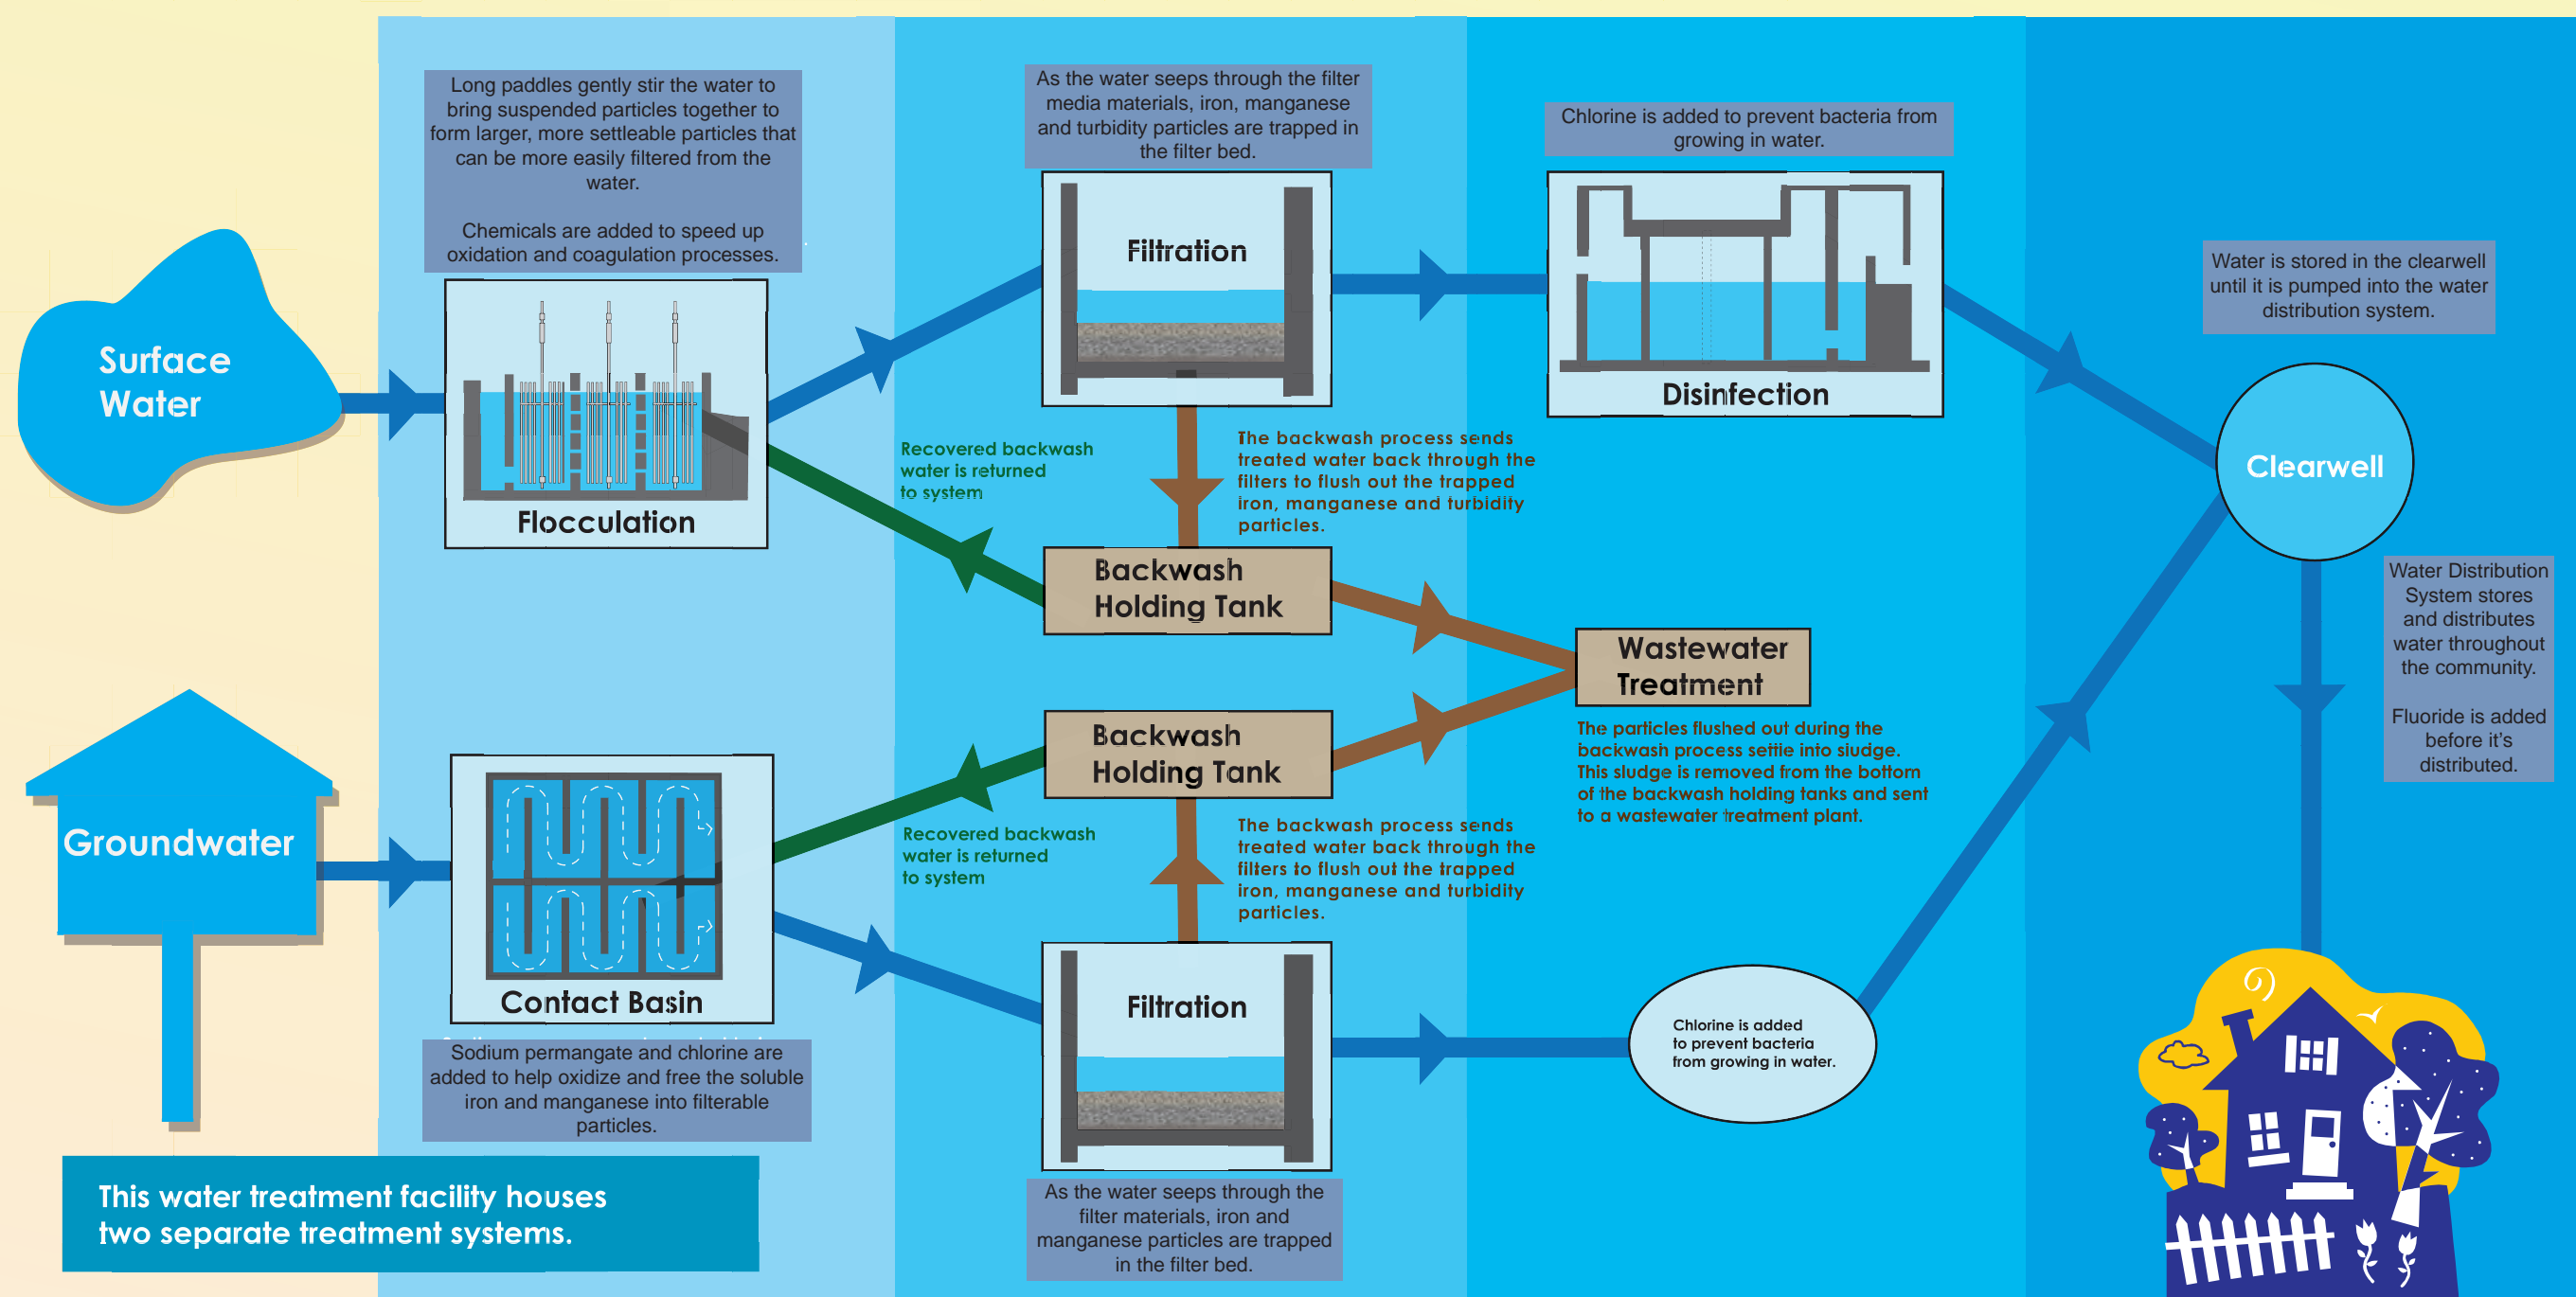 Long paddles gently stir the water to
bring suspended particles together to
form larger, more settleable particles that
can be more easily filtered from the
water.
Chemicals are added to speed up
oxidation and coagulation processes.
As the water seeps through the filter
media materials, iron, manganese
and turbidity particles are trapped in
the filter bed.
Chlorine is added to prevent bacteria from
growing in water.
Water is stored in the clearwell
until it is pumped into the water
distribution system.
Surface
Water
Flocculation
Filtration
Disinfection
Clearwell
Recovered backwash
water is returned
to system
The backwash process sends
treated water back through the
filters to flush out the trapped
iron, manganese and turbidity
particles.
Backwash
Holding Tank
Wastewater
Treatment
The particles flushed out during the
backwash process settle into sludge.
This sludge is removed from the bottom
of the backwash holding tanks and sent
to a wastewater treatment plant.
Water Distribution
System stores
and distributes
water throughout
the community.
Fluoride is added
before it's
distributed.
Groundwater
Contact Basin
Sodium permangate and chlorine are
added to help oxidize and free the soluble
iron and manganese into filterable
particles.
Backwash
Holding Tank
Recovered backwash
water is returned
to system
The backwash process sends
treated water back through the
filters to flush out the trapped
iron, manganese and turbidity
particles.
Filtration
As the water seeps through the
filter materials, iron and
manganese particles are trapped
in the filter bed.
Chlorine is added
to prevent bacteria
from growing in water.
This water treatment facility houses
two separate treatment systems.